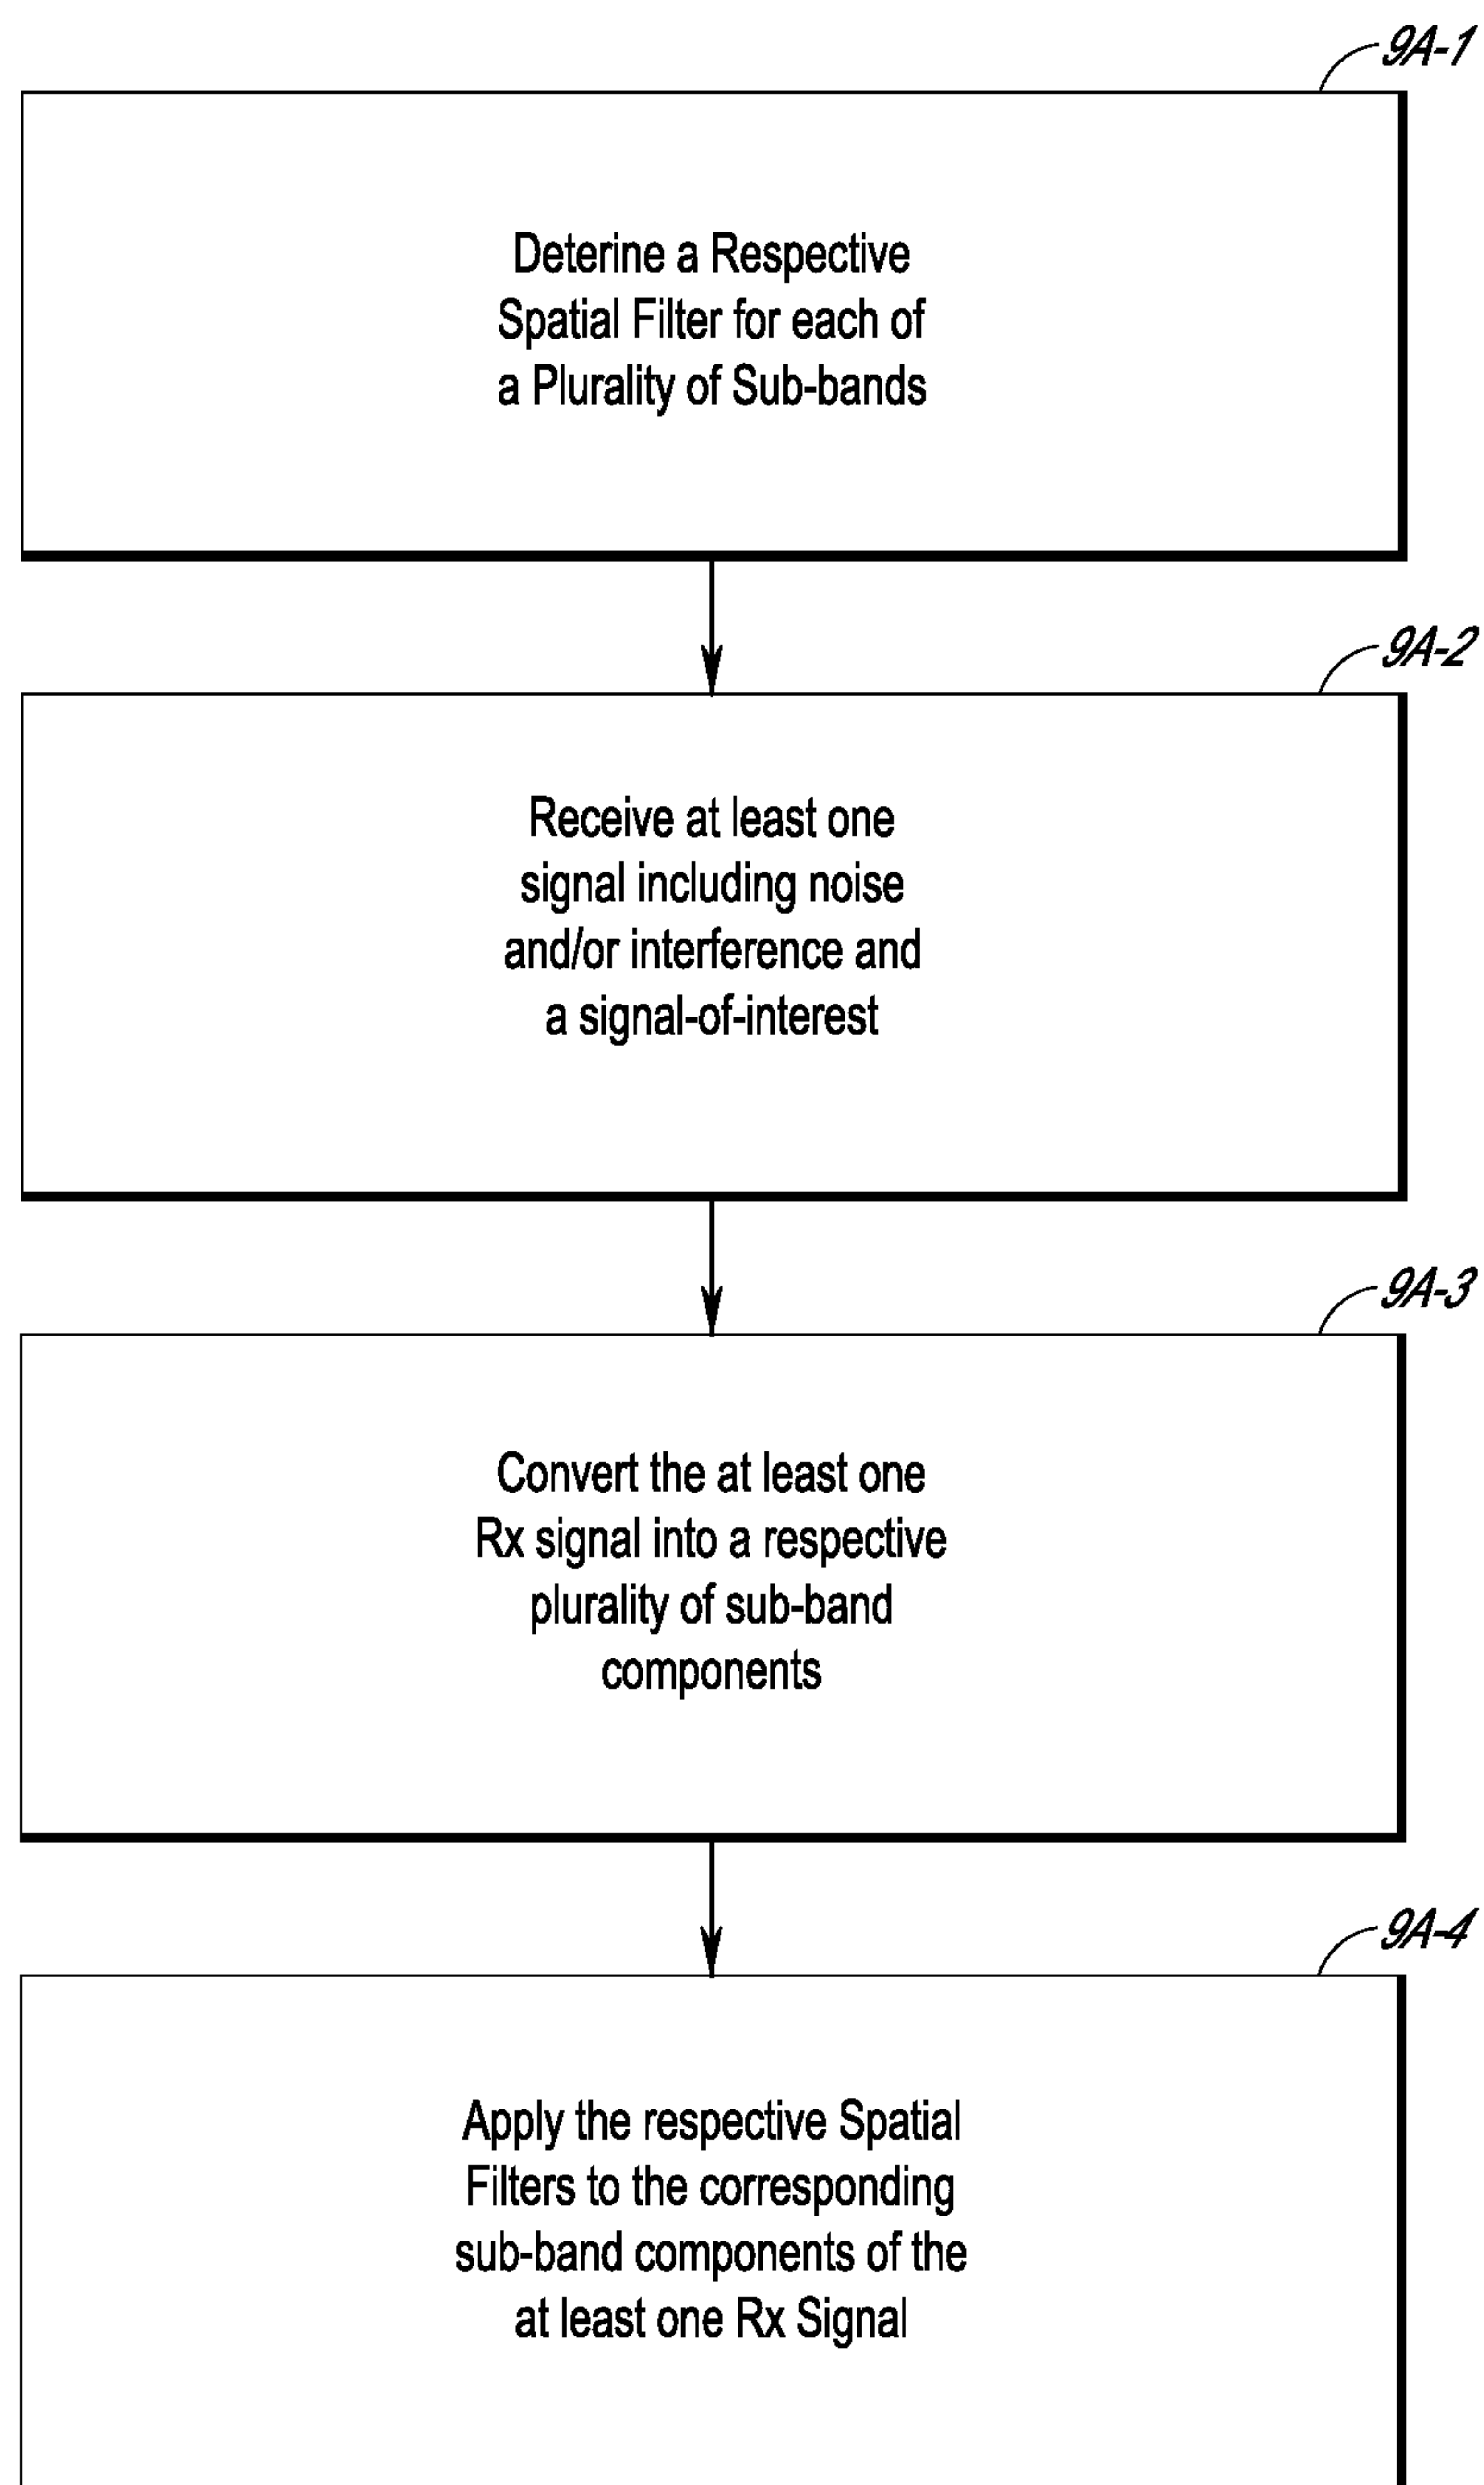 9A-1
Deterine a Respective
Spatial Filter for each of
a Plurality of Sub-bands
9A-2
Receive at least one
signal including noise
and/or interference and
a signal-of-interest
9A-3
Convert the at least one
Rx signal into a respective
plurality of sub-band
components
9A-4
Apply the respective Spatial
Filters to the corresponding
sub-band components of the
at least one Rx Signal